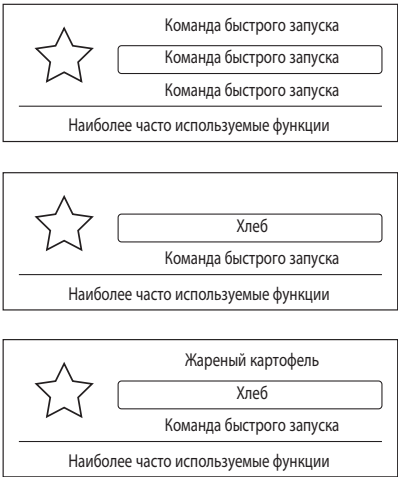 Команда быстрого запуска
Команда быстрого запуска
Команда быстрого запуска
Наиболее часто используемые функции
Хлеб
Команда быстрого запуска
Наиболее часто используемые функции
Жареный картофель
Хлеб
Команда быстрого запуска
Наиболее часто используемые функции